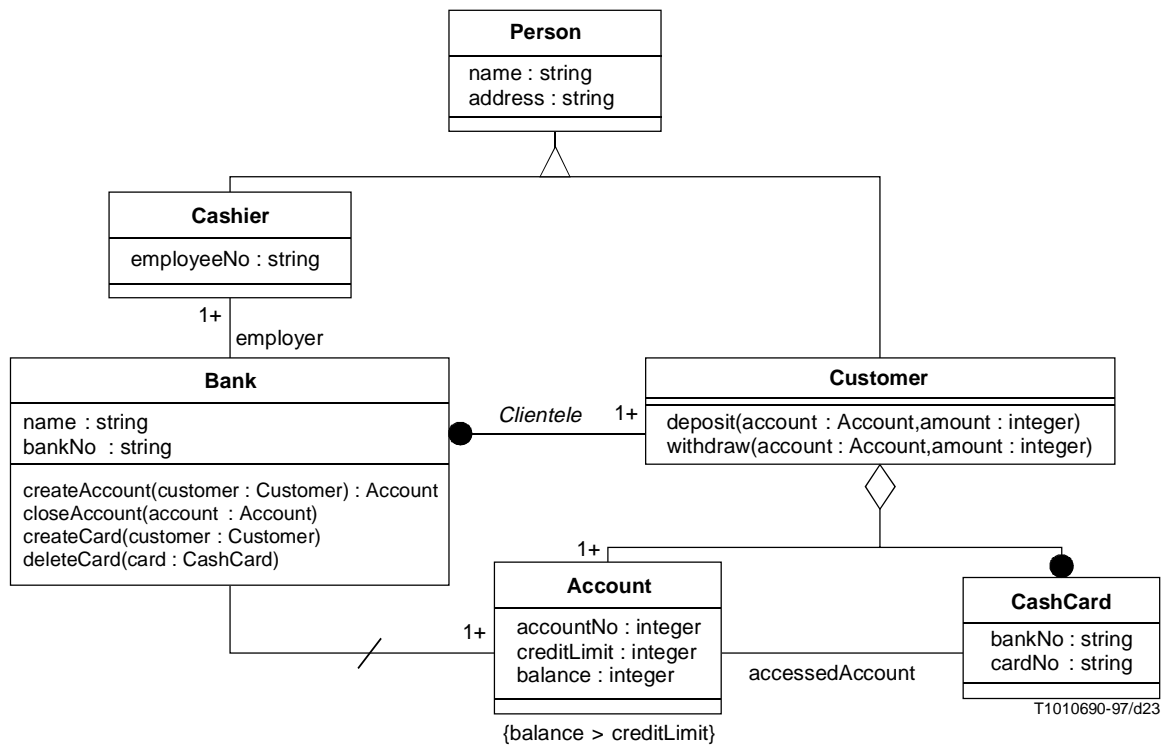 Person
name : string
address : string
Cashier
employeeNo : string
1+
employer
Bank
name : string
bankNo : string
createAccount(customer : Customer) : Account
closeAccount(account : Account)
createCard(customer : Customer)
deleteCard(card : CashCard)
Clientele
1+
Customer
deposit(account : Account,amount : integer)
withdraw(account : Account,amount : integer)
1+
1+
Account
accountNo : integer
creditLimit : integer
balance : integer
{balance > creditLimit}
accessedAccount
CashCard
bankNo : string
cardNo : string
T1010690-97/d23